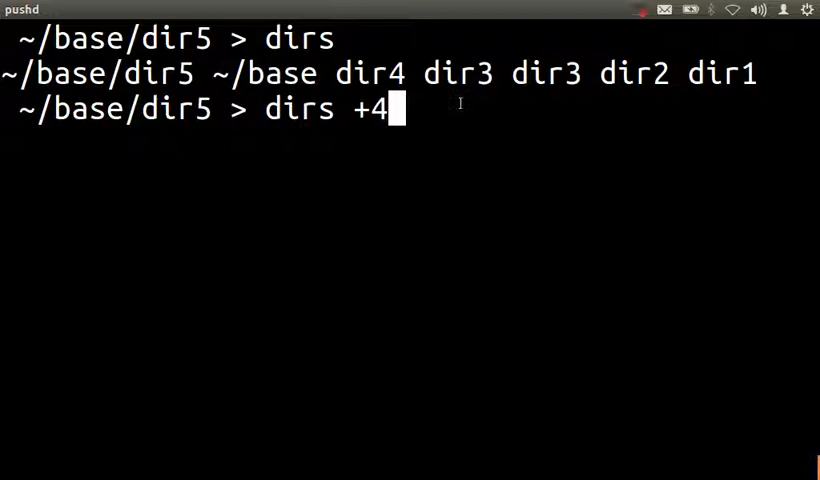 pushd
~/base/dir5 > dirs
~/base/dir5 ~/base dir4 dir3 dir3 dir2 dir1
~/base/dir5 > dirs +4